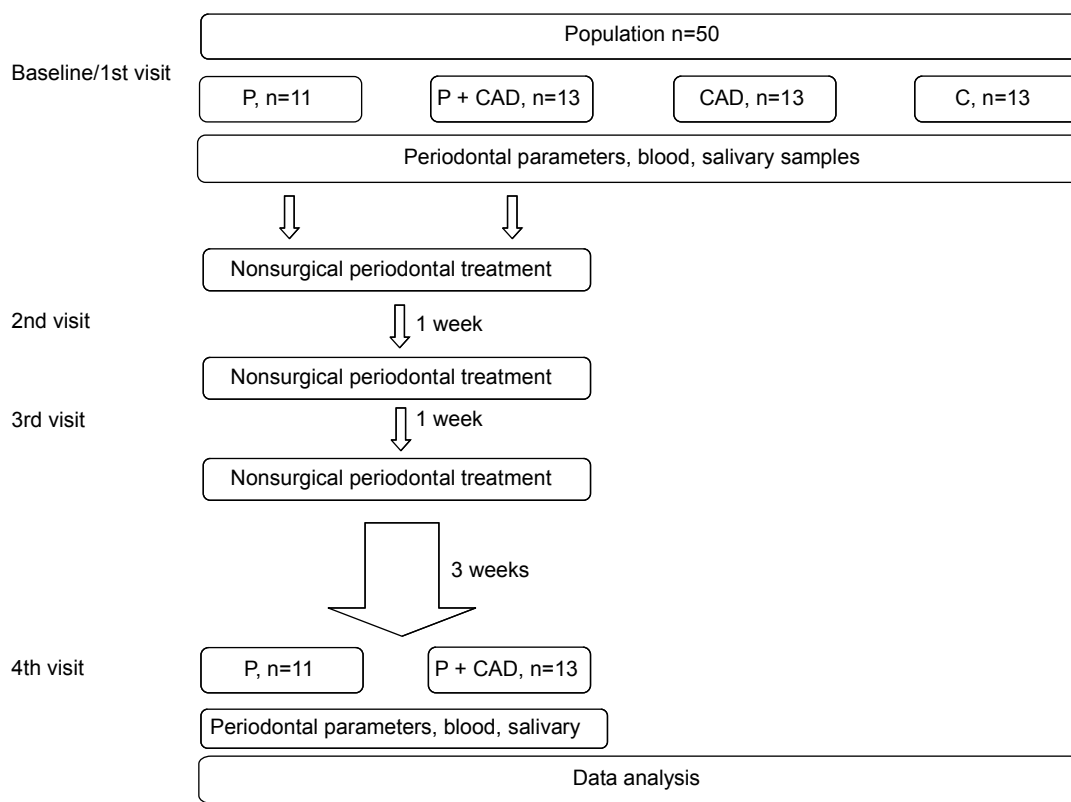 Population n=50
Baseline/1st visit
P, n=11
P + CAD, n=13
CAD, n=13
C, n=13
Periodontal parameters, blood, salivary samples
Nonsurgical periodontal treatment
2nd visit
1 week
Nonsurgical periodontal treatment
3rd visit
1 week
Nonsurgical periodontal treatment
3 weeks
4th visit
P, n=11
P + CAD, n=13
Periodontal parameters, blood, salivary
Data analysis